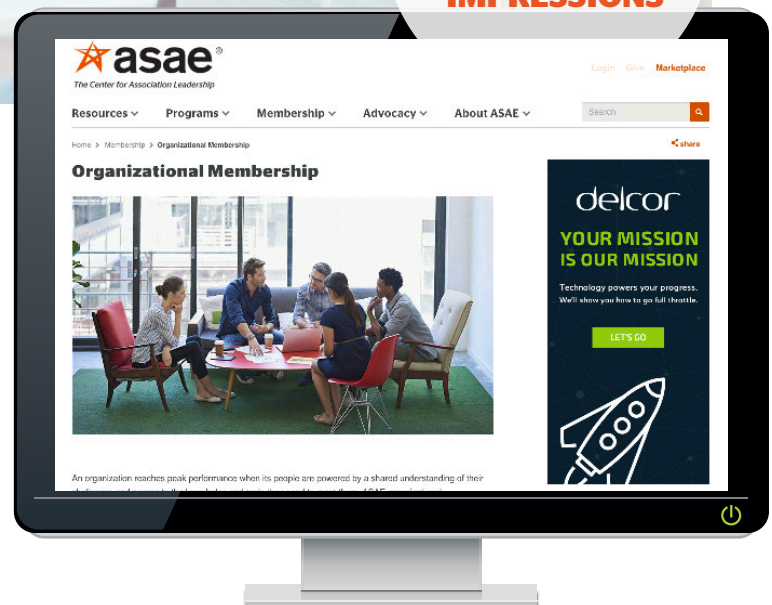 IMPRESSIONS
asae®
The Center for Association Leadership
Login Give Marketplace
Resources Programs Membership Advocacy About ASAE
Search
Home > Membership > Organizational Membership
share
Organizational Membership
delcor
YOUR MISSION
IS OUR MISSION
Technology powers your progress.
We'll show you how to go full throttle.
LET'S GO
An organization reaches peak performance when its people are powered by a shared understanding of their